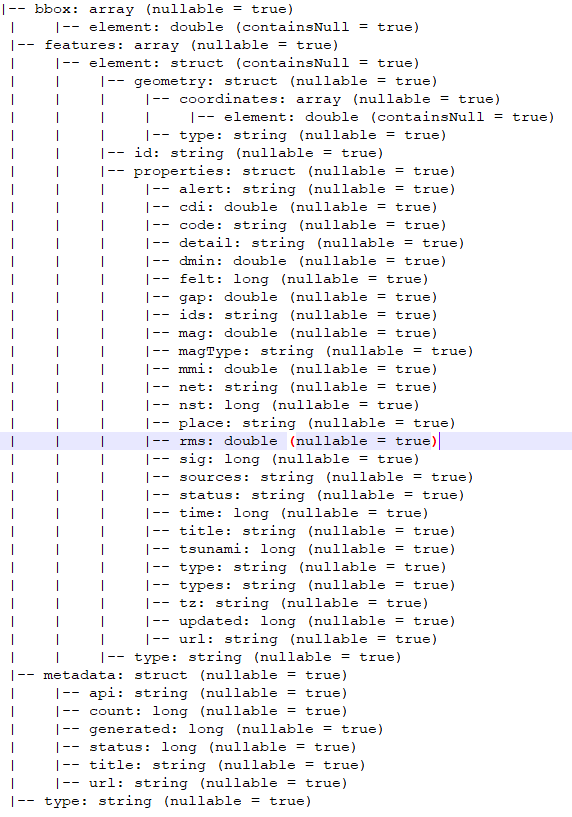 |-- bbox: array (nullable = true)
|    |-- element: double (containsNull = true)
|-- features: array (nullable = true)
|    |-- element: struct (containsNull = true)
|    |    |-- geometry: struct (nullable = true)
|    |    |    |-- coordinates: array (nullable = true)
|    |    |    |    |-- element: double (containsNull = true)
|    |    |    |-- type: string (nullable = true)
|    |    |-- id: string (nullable = true)
|    |    |-- properties: struct (nullable = true)
|    |    |    |-- alert: string (nullable = true)
|    |    |    |-- cdi: double (nullable = true)
|    |    |    |-- code: string (nullable = true)
|    |    |    |-- detail: string (nullable = true)
|    |    |    |-- dmin: double (nullable = true)
|    |    |    |-- felt: long (nullable = true)
|    |    |    |-- gap: double (nullable = true)
|    |    |    |-- ids: string (nullable = true)
|    |    |    |-- mag: double (nullable = true)
|    |    |    |-- magType: string (nullable = true)
|    |    |    |-- mmi: double (nullable = true)
|    |    |    |-- net: string (nullable = true)
|    |    |    |-- nst: long (nullable = true)
|    |    |    |-- place: string (nullable = true)
|    |    |    |-- rms: double (nullable = true)
|    |    |    |-- sig: long (nullable = true)
|    |    |    |-- sources: string (nullable = true)
|    |    |    |-- status: string (nullable = true)
|    |    |    |-- time: long (nullable = true)
|    |    |    |-- title: string (nullable = true)
|    |    |    |-- tsunami: long (nullable = true)
|    |    |    |-- type: string (nullable = true)
|    |    |    |-- types: string (nullable = true)
|    |    |    |-- tz: string (nullable = true)
|    |    |    |-- updated: long (nullable = true)
|    |    |    |-- url: string (nullable = true)
|    |    |-- type: string (nullable = true)
|-- metadata: struct (nullable = true)
|    |-- api: string (nullable = true)
|    |-- count: long (nullable = true)
|    |-- generated: long (nullable = true)
|    |-- status: long (nullable = true)
|    |-- title: string (nullable = true)
|    |-- url: string (nullable = true)
|-- type: string (nullable = true)